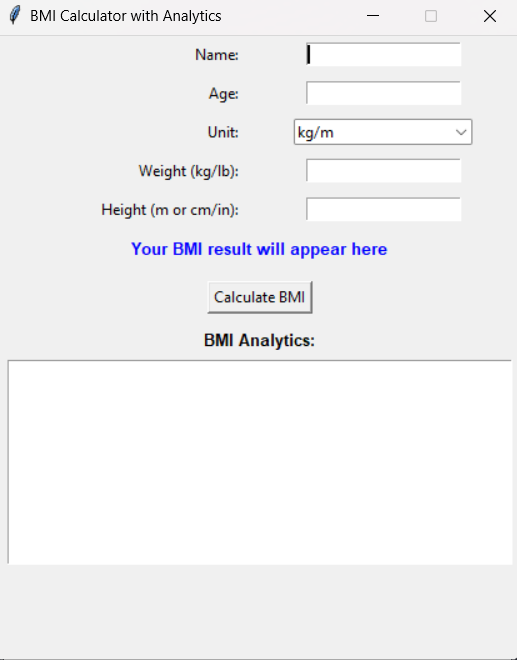 BMI Calculator with Analytics
Name:
Age:
Unit: kg/m
Weight (kg/lb):
Height (m or cm/in):
Your BMI result will appear here
Calculate BMI
BMI Analytics: